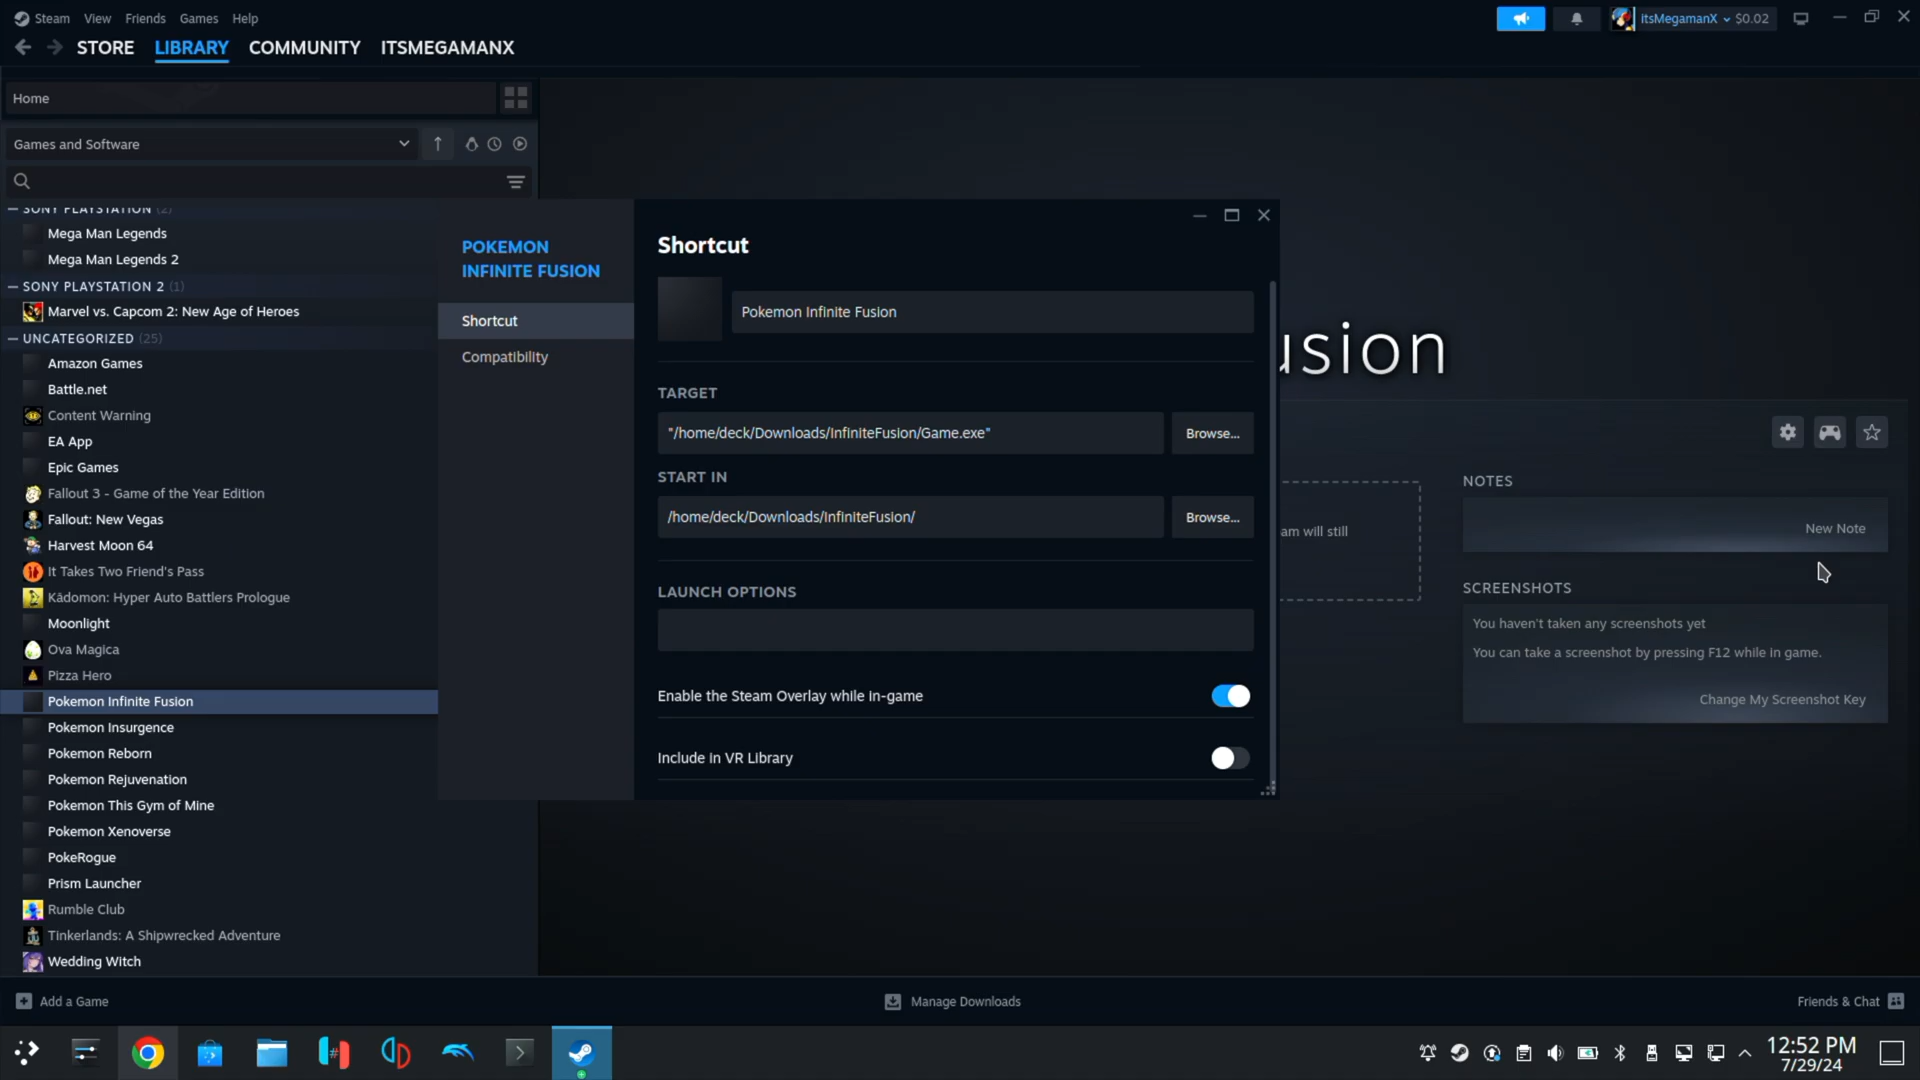 Steam View Friends Games Help
itsMegamanX $0.02
STORE LIBRARY COMMUNITY ITSMEGAMANX
Home
Games and Software
SONY PLAYSTATION (2)
Mega Man Legends
Mega Man Legends 2
SONY PLAYSTATION 2 (1)
Marvel vs. Capcom 2: New Age of Heroes
UNCATEGORIZED (25)
Amazon Games
Battle.net
Content Warning
EA App
Epic Games
Fallout 3 - Game of the Year Edition
Fallout: New Vegas
Harvest Moon 64
It Takes Two Friend's Pass
Kādomon: Hyper Auto Battlers Prologue
Moonlight
Ova Magica
Pizza Hero
Pokemon Infinite Fusion
Pokemon Insurgence
Pokemon Reborn
Pokemon Rejuvenation
Pokemon This Gym of Mine
Pokemon Xenoverse
PokeRogue
Prism Launcher
Rumble Club
Tinkerlands: A Shipwrecked Adventure
Wedding Witch
POKEMON
INFINITE FUSION
Shortcut
Compatibility
Shortcut
Pokemon Infinite Fusion
TARGET
"/home/deck/Downloads/InfiniteFusion/Game.exe"
Browse...
START IN
/home/deck/Downloads/InfiniteFusion/
Browse...
LAUNCH OPTIONS
Enable the Steam Overlay while in-game
Include in VR Library
usion
am will still
NOTES
New Note
SCREENSHOTS
You haven't taken any screenshots yet
You can take a screenshot by pressing F12 while in game.
Change My Screenshot Key
Add a Game
Manage Downloads
Friends & Chat
12:52 PM
7/29/24